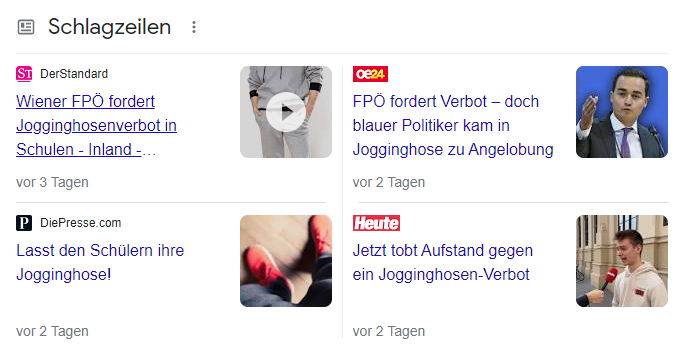 Schlagzeilen
ST DerStandard
Wiener FPÖ fordert
Jogginghosenverbot in
Schulen - Inland -…
vor 3 Tagen
oe24
FPÖ fordert Verbot – doch
blauer Politiker kam in
Jogginghose zu Angelobung
vor 2 Tagen
P DiePresse.com
Lasst den Schülern ihre
Jogginghose!
vor 2 Tagen
Heute
Jetzt tobt Aufstand gegen
ein Jogginghosen-Verbot
vor 2 Tagen